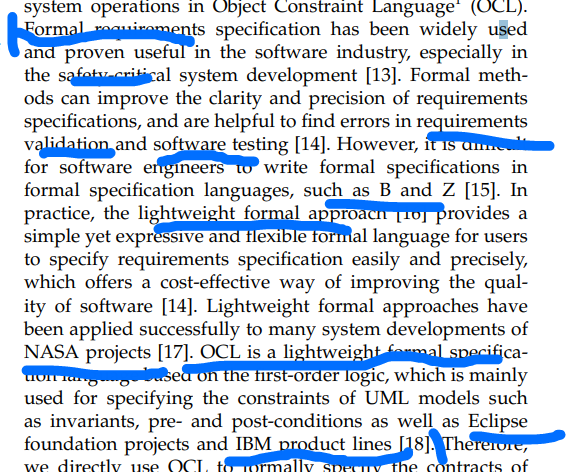 system operations in Object Constraint Language¹ (OCL).
Formal requirements specification has been widely used
and proven useful in the software industry, especially in
the safety-critical system development [13]. Formal meth-
ods can improve the clarity and precision of requirements
specifications, and are helpful to find errors in requirements
validation and software testing [14]. However, it is difficult
for software engineers to write formal specifications in
formal specification languages, such as B and Z [15]. In
practice, the lightweight formal approach [16] provides a
simple yet expressive and flexible formal language for users
to specify requirements specification easily and precisely,
which offers a cost-effective way of improving the qual-
ity of software [14]. Lightweight formal approaches have
been applied successfully to many system developments of
NASA projects [17]. OCL is a lightweight formal specifica-
tion language based on the first-order logic, which is mainly
used for specifying the constraints of UML models such
as invariants, pre- and post-conditions as well as Eclipse
foundation projects and IBM product lines [18]. Therefore,
we directly use OCL to formally specify the contracts of